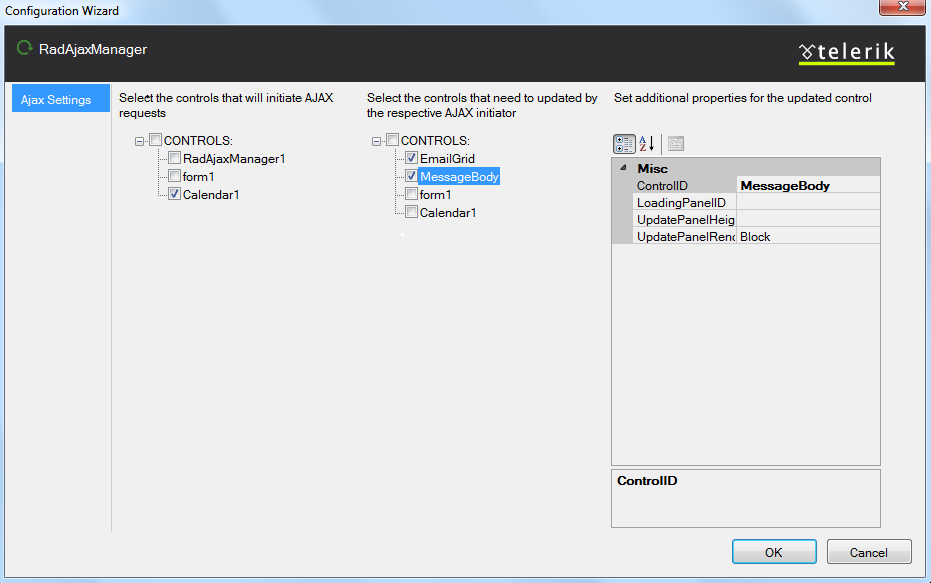 Configuration Wizard
RadAjaxManager
telerik
Ajax Settings
Select the controls that will initiate AJAX
requests
CONTROLS:
RadAjaxManager1
form1
Calendar1
Select the controls that need to updated by
the respective AJAX initiator
CONTROLS:
EmailGrid
MessageBody
form1
Calendar1
Set additional properties for the updated control
Misc
ControlID MessageBody
LoadingPanelID
UpdatePanelHeig
UpdatePanelRend Block
ControlID
OK Cancel